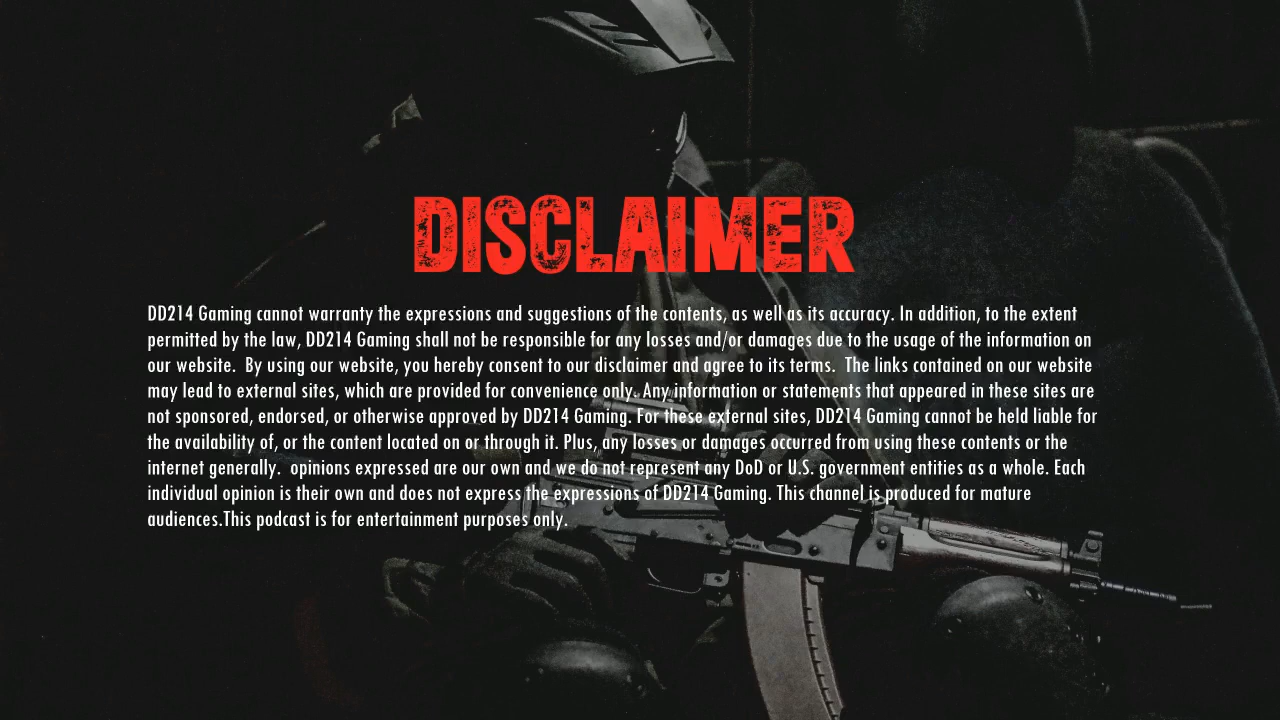 DISCLAIMER
DD214 Gaming cannot warranty the expressions and suggestions of the contents, as well as its accuracy. In addition, to the extent
permitted by the law, DD214 Gaming shall not be responsible for any losses and/or damages due to the usage of the information on
our website.  By using our website, you hereby consent to our disclaimer and agree to its terms.  The links contained on our website
may lead to external sites, which are provided for convenience only. Any information or statements that appeared in these sites are
not sponsored, endorsed, or otherwise approved by DD214 Gaming. For these external sites, DD214 Gaming cannot be held liable for
the availability of, or the content located on or through it. Plus, any losses or damages occurred from using these contents or the
internet generally.  opinions expressed are our own and we do not represent any DoD or U.S. government entities as a whole. Each
individual opinion is their own and does not express the expressions of DD214 Gaming. This channel is produced for mature
audiences.This podcast is for entertainment purposes only.